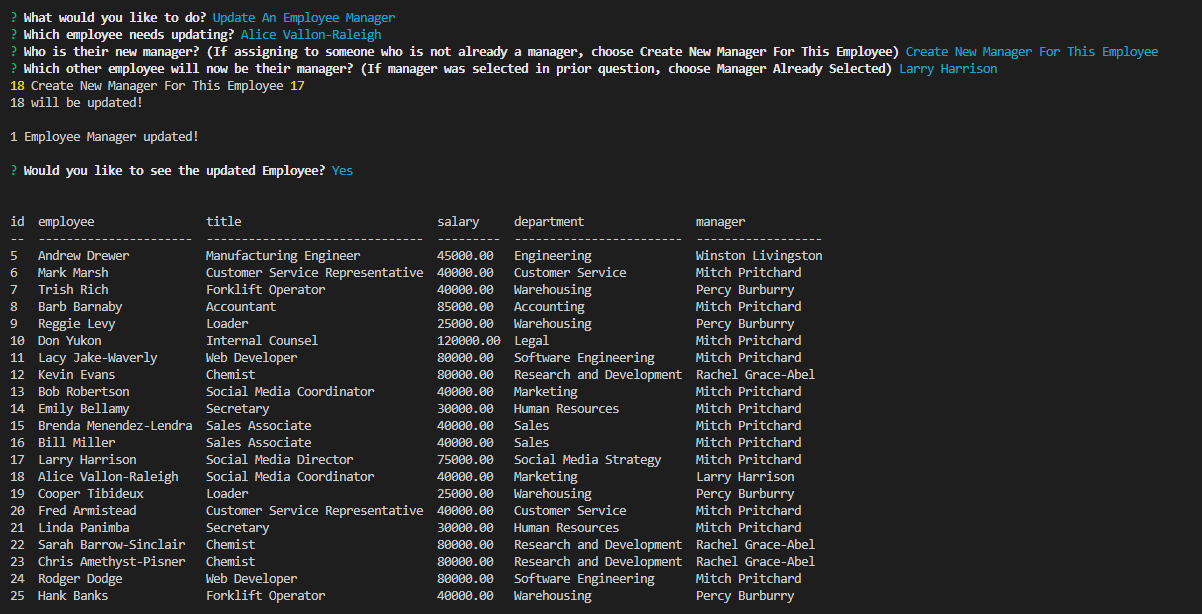 ? What would you like to do? Update An Employee Manager
? Which employee needs updating? Alice Vallon-Raleigh
? Who is their new manager? (If assigning to someone who is not already a manager, choose Create New Manager For This Employee) Create New Manager For This Employee
? Which other employee will now be their manager? (If manager was selected in prior question, choose Manager Already Selected) Larry Harrison
18 Create New Manager For This Employee 17
18 will be updated!
1 Employee Manager updated!
? Would you like to see the updated Employee? Yes
id  employee                title                            salary     department                manager
--  ----------------------  -------------------------------  ---------  ------------------------  ------------------
5   Andrew Drewer           Manufacturing Engineer           45000.00   Engineering               Winston Livingston
6   Mark Marsh              Customer Service Representative  40000.00   Customer Service          Mitch Pritchard
7   Trish Rich              Forklift Operator                40000.00   Warehousing               Percy Burburry
8   Barb Barnaby            Accountant                       85000.00   Accounting                Mitch Pritchard
9   Reggie Levy             Loader                           25000.00   Warehousing               Percy Burburry
10  Don Yukon               Internal Counsel                 120000.00  Legal                     Mitch Pritchard
11  Lacy Jake-Waverly       Web Developer                    80000.00   Software Engineering      Mitch Pritchard
12  Kevin Evans             Chemist                          80000.00   Research and Development  Rachel Grace-Abel
13  Bob Robertson           Social Media Coordinator         40000.00   Marketing                 Mitch Pritchard
14  Emily Bellamy           Secretary                        30000.00   Human Resources           Mitch Pritchard
15  Brenda Menendez-Lendra  Sales Associate                  40000.00   Sales                     Mitch Pritchard
16  Bill Miller             Sales Associate                  40000.00   Sales                     Mitch Pritchard
17  Larry Harrison          Social Media Director            75000.00   Social Media Strategy     Mitch Pritchard
18  Alice Vallon-Raleigh    Social Media Coordinator         40000.00   Marketing                 Larry Harrison
19  Cooper Tibideux         Loader                           25000.00   Warehousing               Percy Burburry
20  Fred Armistead          Customer Service Representative  40000.00   Customer Service          Mitch Pritchard
21  Linda Panimba           Secretary                        30000.00   Human Resources           Mitch Pritchard
22  Sarah Barrow-Sinclair   Chemist                          80000.00   Research and Development  Rachel Grace-Abel
23  Chris Amethyst-Pisner   Chemist                          80000.00   Research and Development  Rachel Grace-Abel
24  Rodger Dodge            Web Developer                    80000.00   Software Engineering      Mitch Pritchard
25  Hank Banks              Forklift Operator                40000.00   Warehousing               Percy Burburry